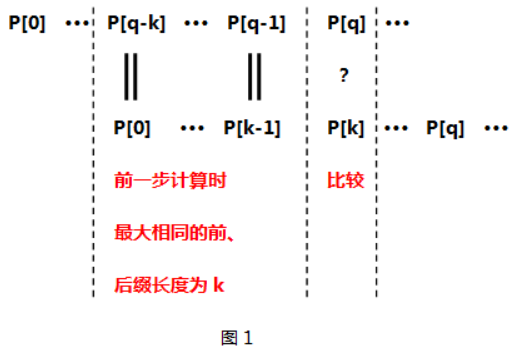 P[0] ••• P[q-k] ••• P[q-1] P[q] •••
?
P[0] ••• P[k-1] P[k] ••• P[q] •••
前一步计算时 比较
最大相同的前、
后缀长度为 k
图 1